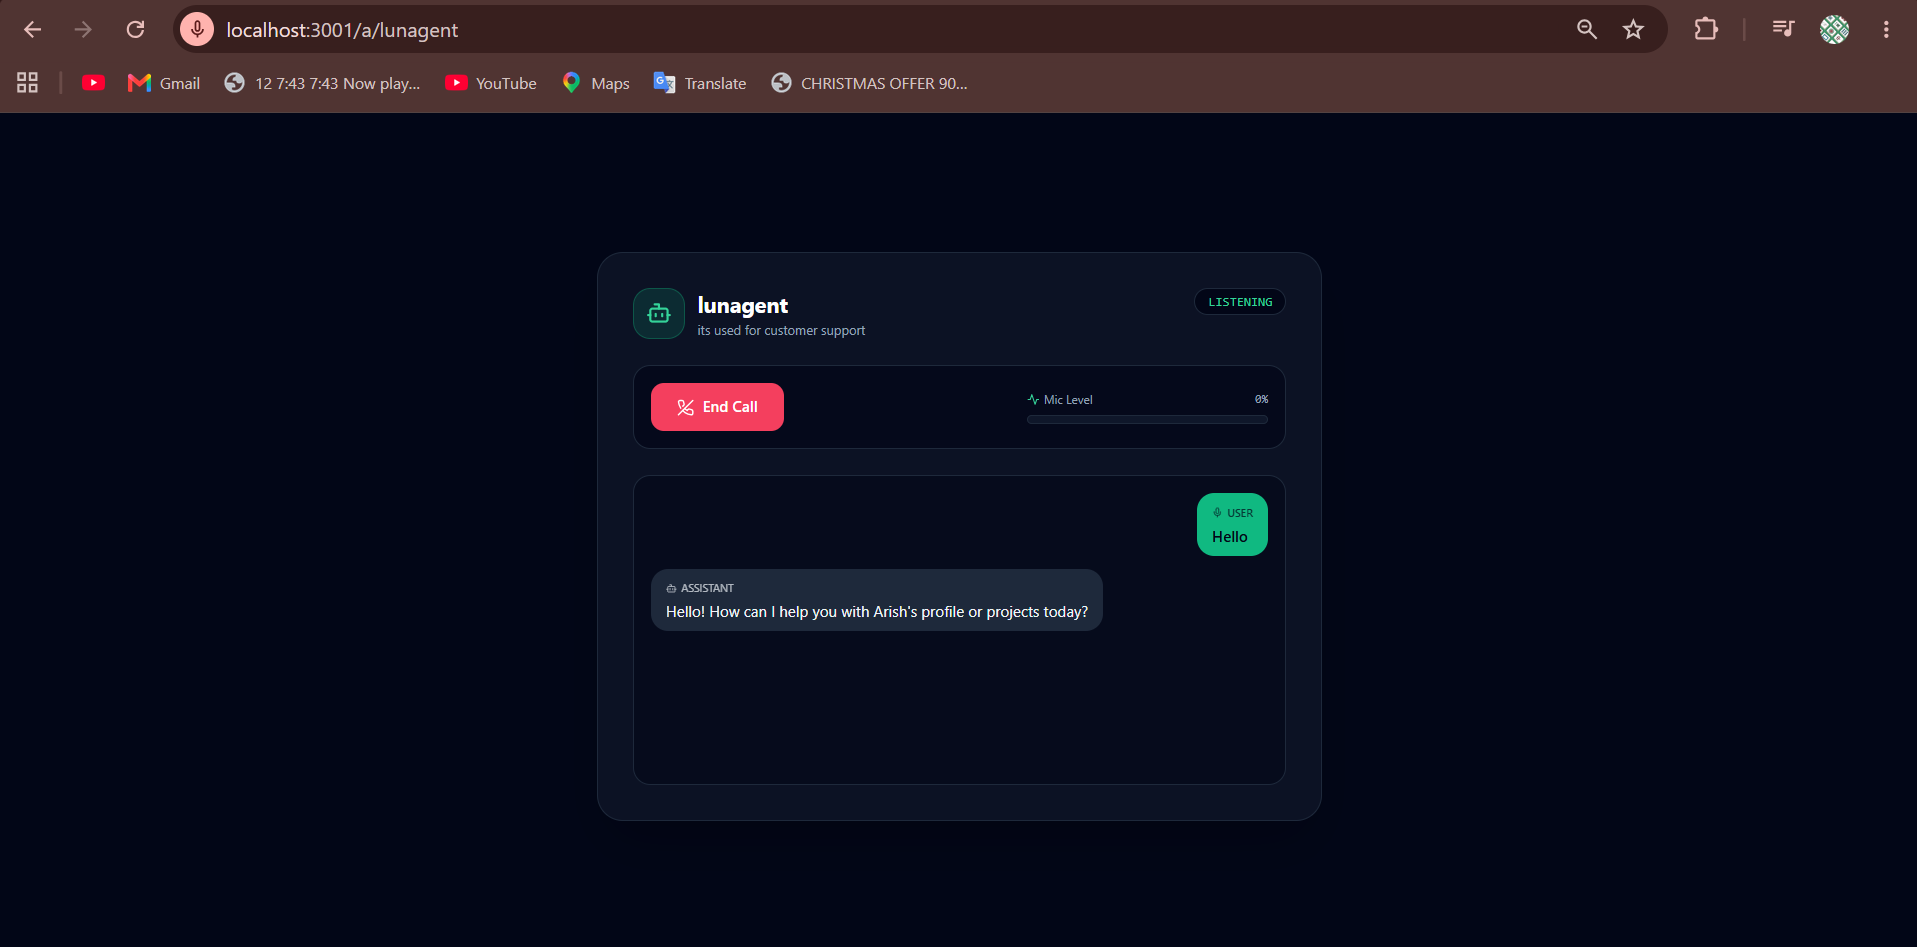 localhost:3001/a/lunagent
Gmail
12 7:43 7:43 Now play...
YouTube
Maps
Translate
CHRISTMAS OFFER 90...
lunagent
LISTENING
its used for customer support
End Call
Mic Level
0%
USER
Hello
ASSISTANT
Hello! How can I help you with Arish's profile or projects today?